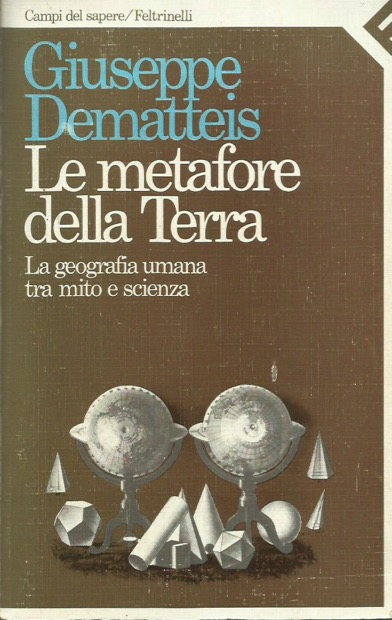 Campi del sapere/Feltrinelli
Giuseppe
Dematteis
Le metafore
della Terra
La geografia umana
tra mito e scienza